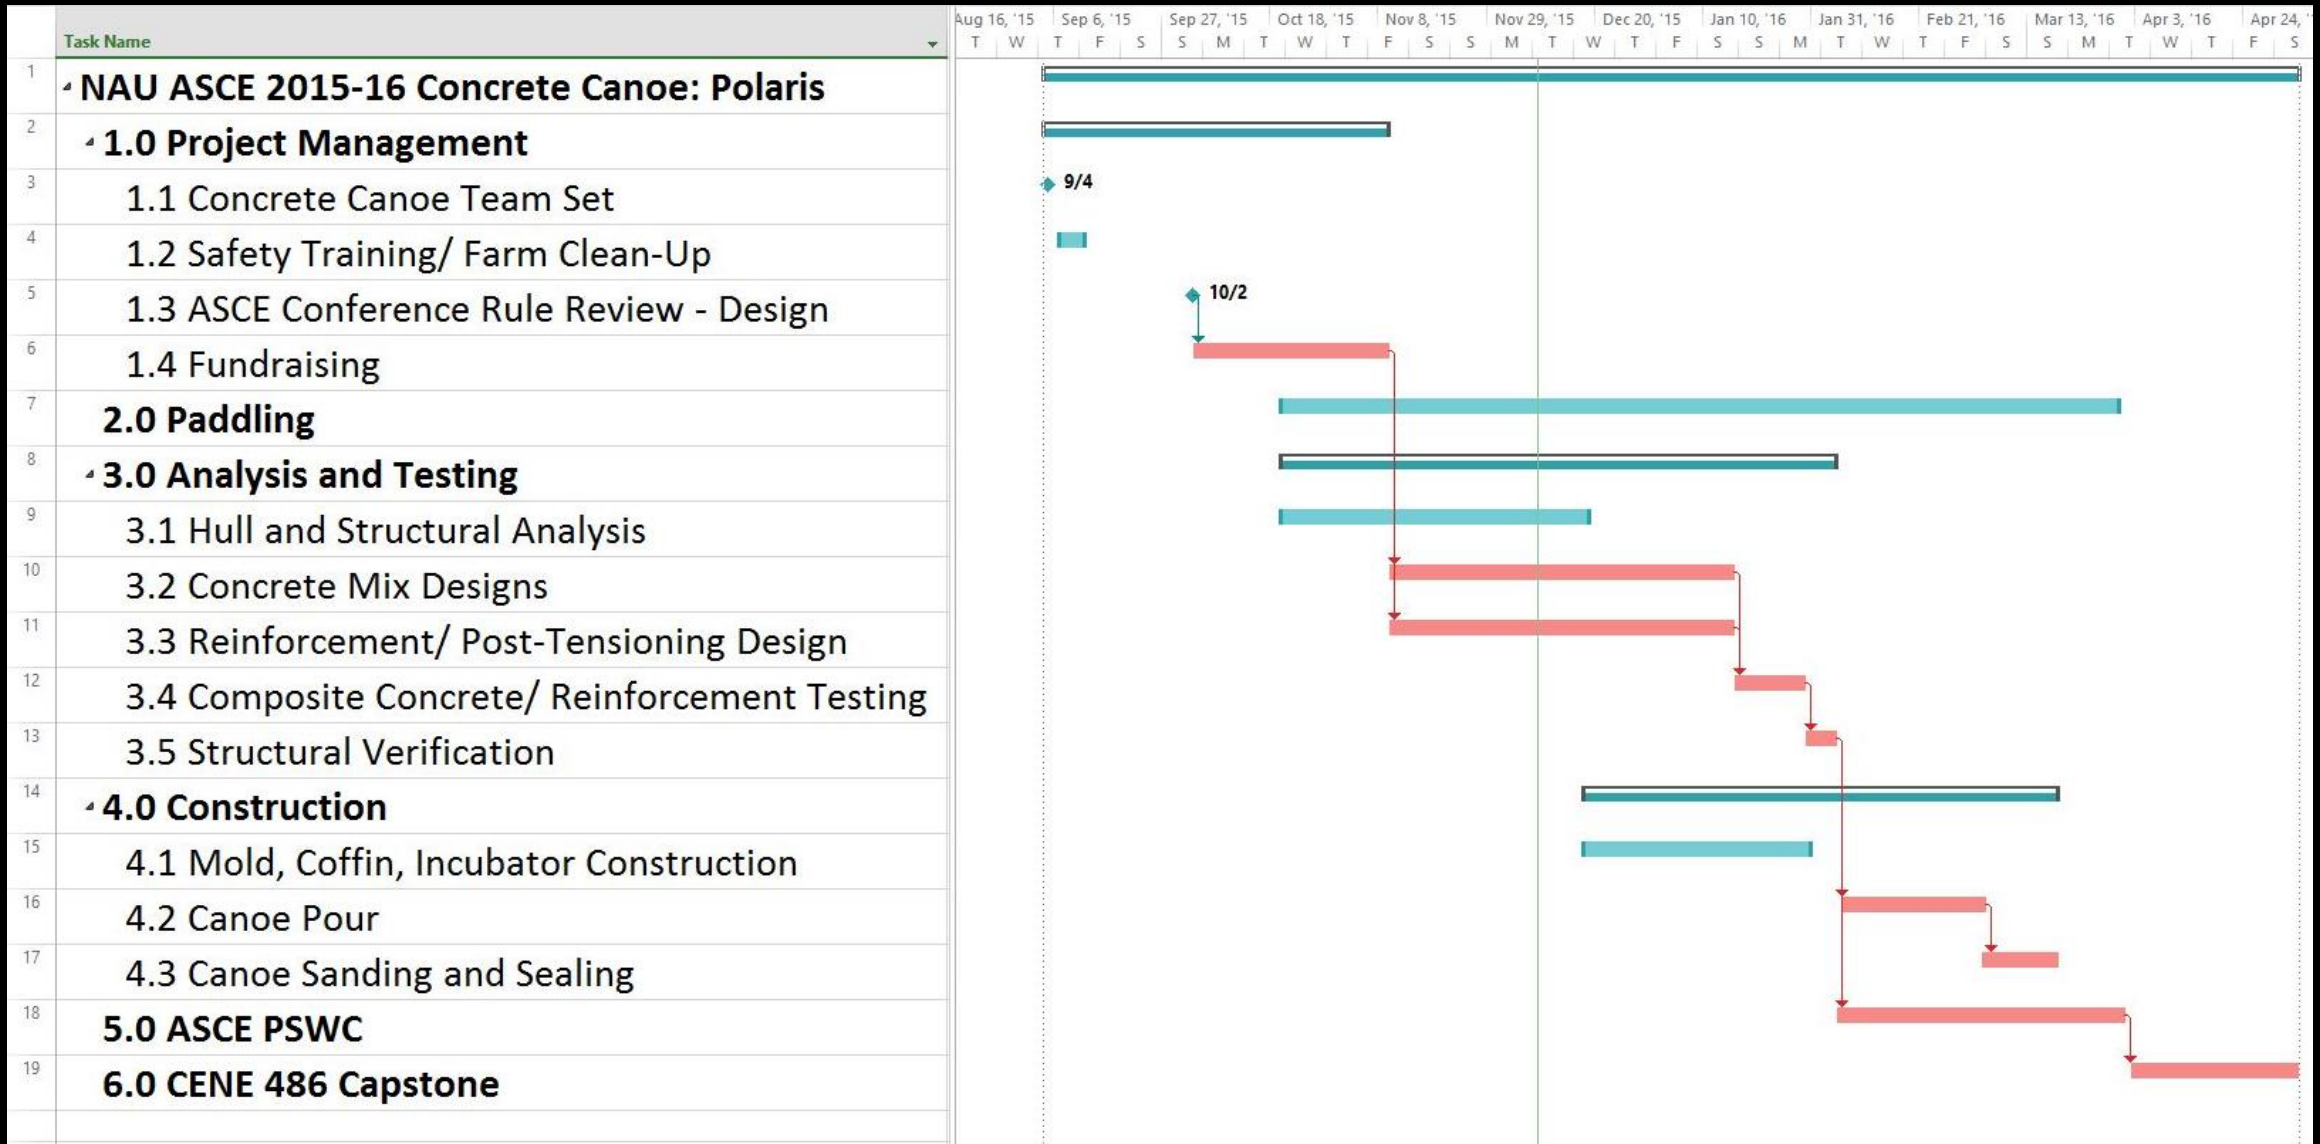 Aug 16, '15 Sep 6, '15 Sep 27, '15 Oct 18, '15 Nov 8, '15 Nov 29, '15 Dec 20, '15 Jan 10, '16 Jan 31, '16 Feb 21, '16 Mar 13, '16 Apr 3, '16 Apr 24, '
Task Name T W T F S S M T W T F S S M T W T F S S M T W T F S S M T W T F S
1 NAU ASCE 2015-16 Concrete Canoe: Polaris
2 1.0 Project Management
3 1.1 Concrete Canoe Team Set 9/4
4 1.2 Safety Training/ Farm Clean-Up
5 1.3 ASCE Conference Rule Review - Design 10/2
6 1.4 Fundraising
7 2.0 Paddling
8 3.0 Analysis and Testing
9 3.1 Hull and Structural Analysis
10 3.2 Concrete Mix Designs
11 3.3 Reinforcement/ Post-Tensioning Design
12 3.4 Composite Concrete/ Reinforcement Testing
13 3.5 Structural Verification
14 4.0 Construction
15 4.1 Mold, Coffin, Incubator Construction
16 4.2 Canoe Pour
17 4.3 Canoe Sanding and Sealing
18 5.0 ASCE PSWC
19 6.0 CENE 486 Capstone